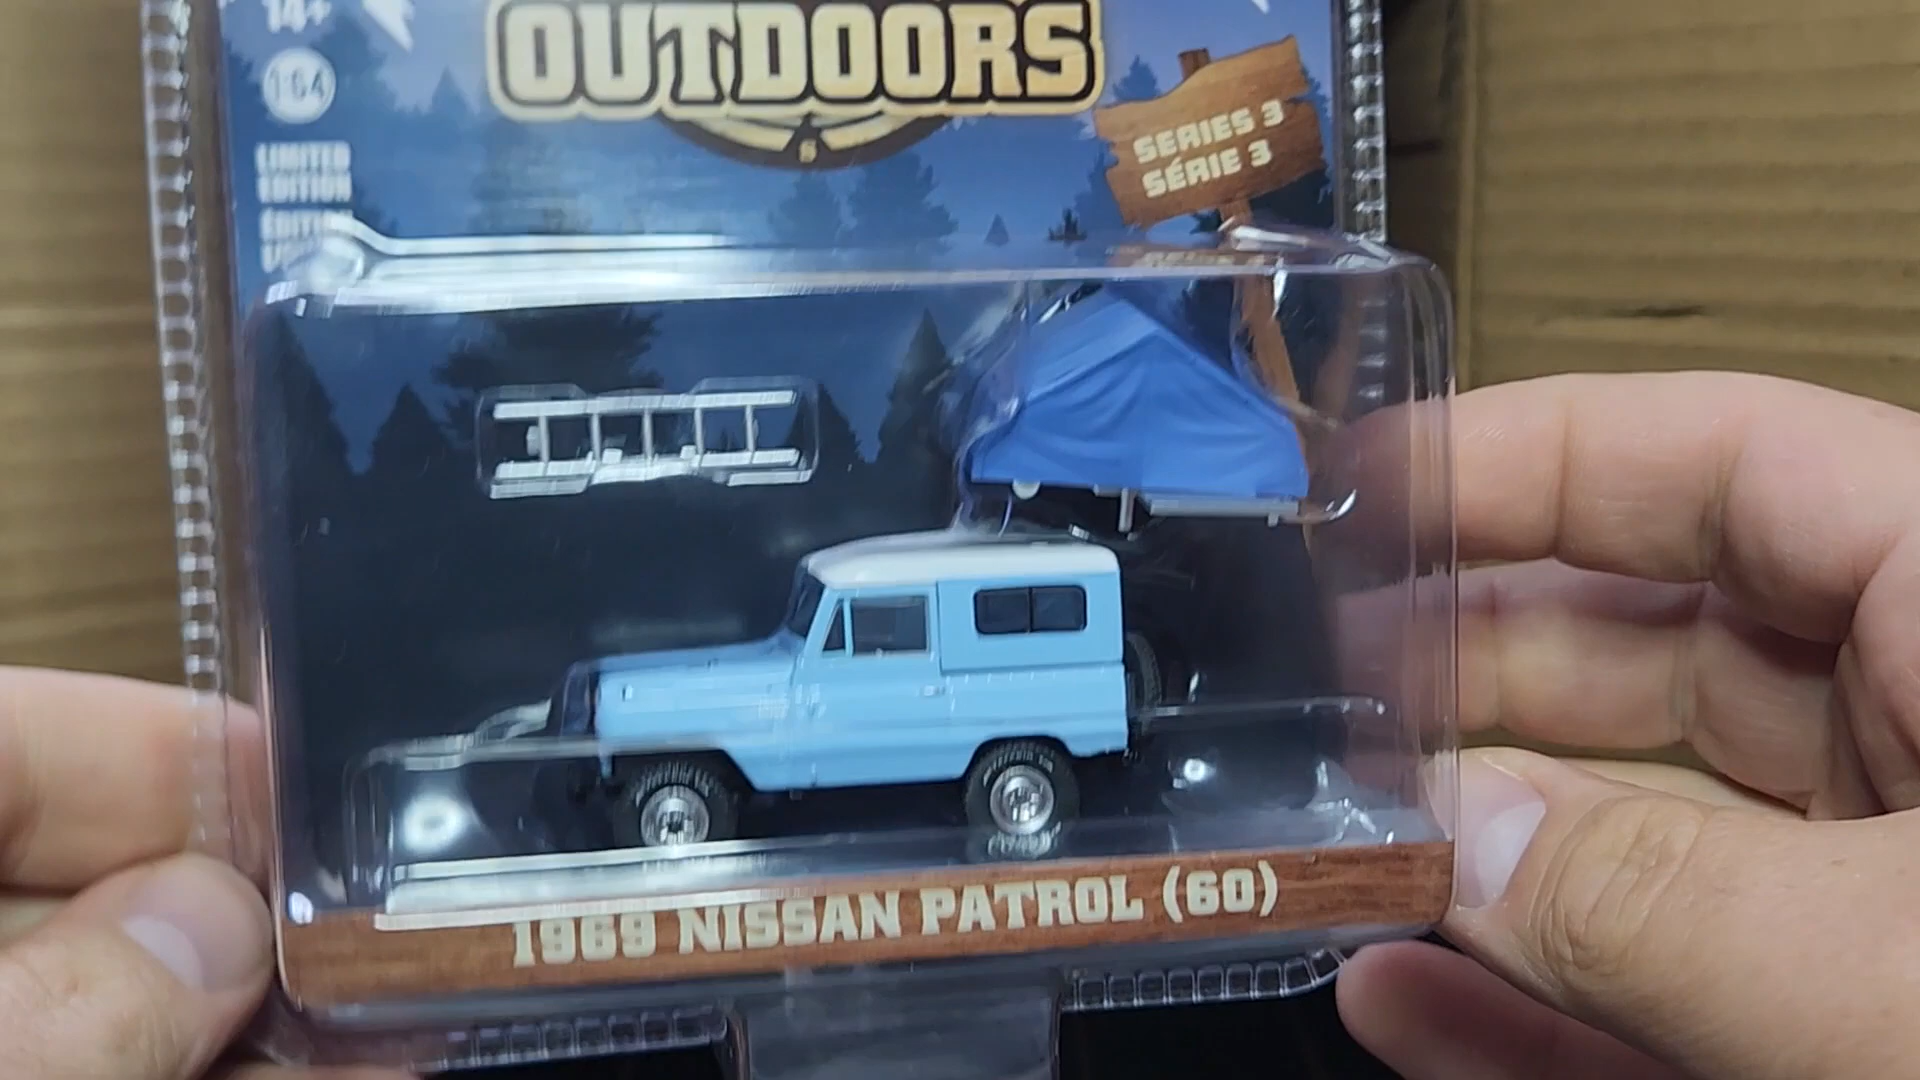 14+
OUTDOORS
1:64
SERIES 3
SÉRIE 3
LIMITED
EDITION
1969 NISSAN PATROL (60)